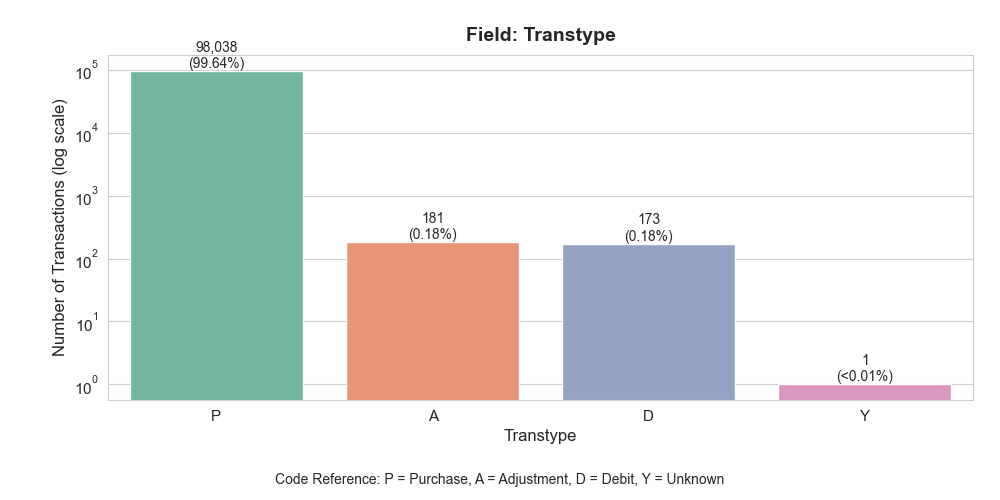 Field: Transtype
98,038
(99.64%)
181
(0.18%)
173
(0.18%)
1
(<0.01%)
Number of Transactions (log scale)
10^5
10^4
10^3
10^2
10^1
10^0
P
A
D
Y
Transtype
Code Reference: P = Purchase, A = Adjustment, D = Debit, Y = Unknown